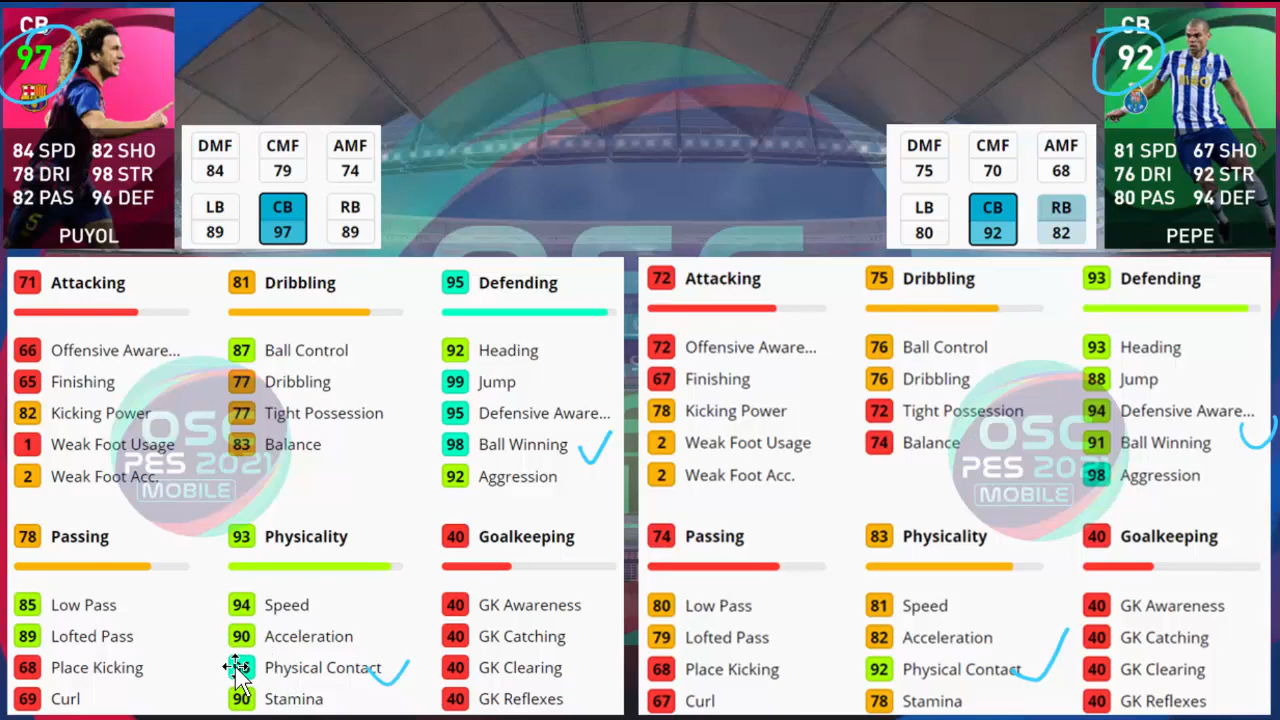 CB
97
84 SPD 82 SHO
78 DRI 98 STR
82 PAS 96 DEF
5
PUYOL
DMF CMF AMF
84 79 74
LB CB RB
89 97 89
DMF CMF AMF
75 70 68
LB CB RB
80 92 82
CB
92
81 SPD 67 SHO
76 DRI 92 STR
80 PAS 94 DEF
PEPE
71 Attacking
66 Offensive Aware...
65 Finishing
82 Kicking Power
1 Weak Foot Usage
2 Weak Foot Acc.
81 Dribbling
87 Ball Control
77 Dribbling
77 Tight Possession
83 Balance
95 Defending
92 Heading
99 Jump
95 Defensive Aware...
98 Ball Winning
92 Aggression
78 Passing
85 Low Pass
89 Lofted Pass
68 Place Kicking
69 Curl
93 Physicality
94 Speed
90 Acceleration
Physical Contact
90 Stamina
40 Goalkeeping
40 GK Awareness
40 GK Catching
40 GK Clearing
40 GK Reflexes
72 Attacking
72 Offensive Aware...
67 Finishing
78 Kicking Power
2 Weak Foot Usage
2 Weak Foot Acc.
75 Dribbling
76 Ball Control
76 Dribbling
72 Tight Possession
74 Balance
93 Defending
93 Heading
88 Jump
94 Defensive Aware...
91 Ball Winning
98 Aggression
74 Passing
80 Low Pass
79 Lofted Pass
68 Place Kicking
67 Curl
83 Physicality
81 Speed
82 Acceleration
92 Physical Contact
78 Stamina
40 Goalkeeping
40 GK Awareness
40 GK Catching
40 GK Clearing
40 GK Reflexes
OSC
PES 2021
MOBILE
OSC
PES 2021
MOBILE